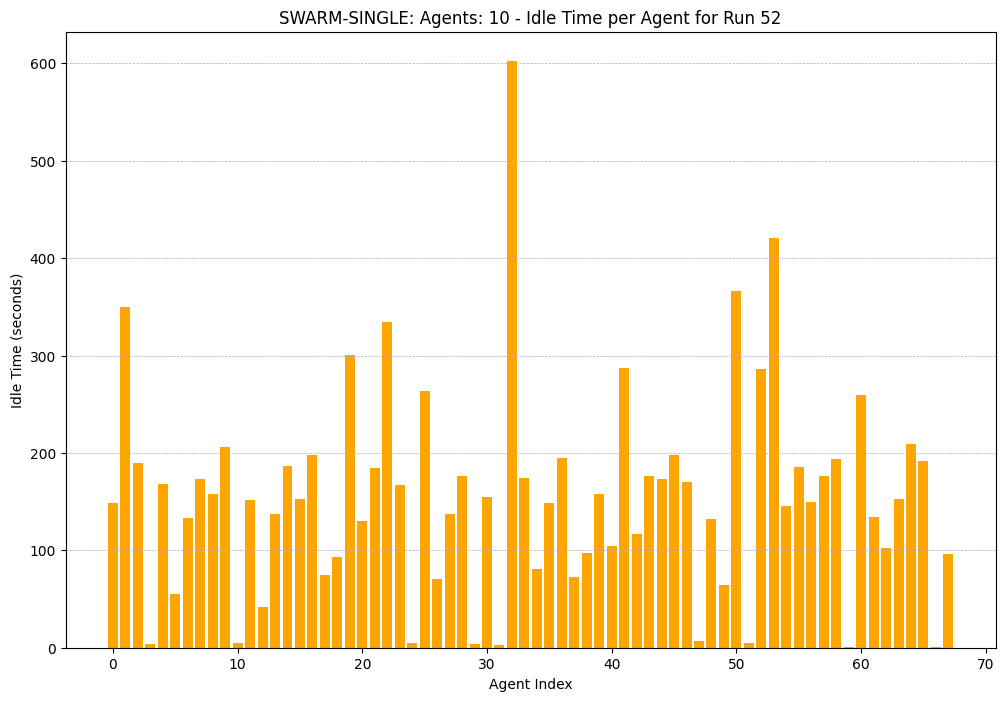 SWARM-SINGLE: Agents: 10 - Idle Time per Agent for Run 52
Idle Time (seconds)
600
500
400
300
200
100
0
0 10 20 30 40 50 60 70
Agent Index